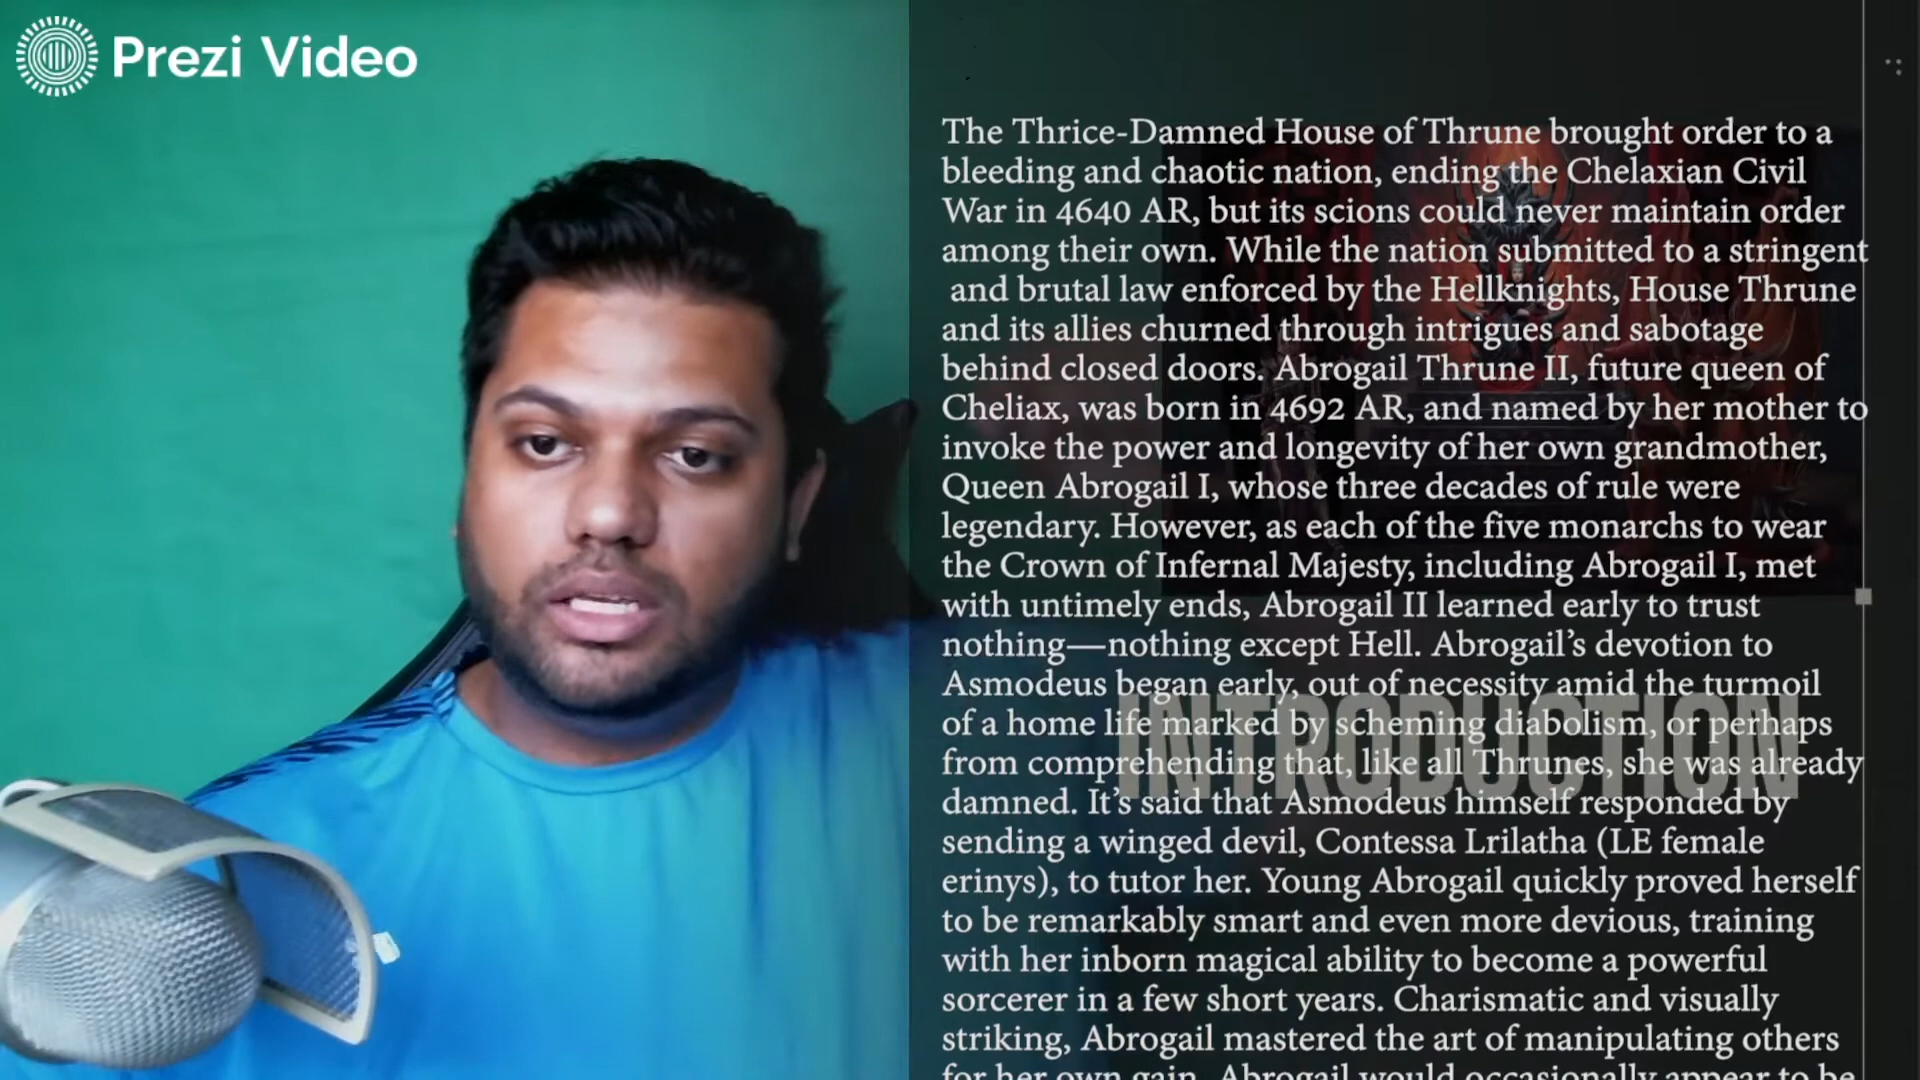 Prezi Video
The Thrice-Damned House of Thrune brought order to a
bleeding and chaotic nation, ending the Chelaxian Civil
War in 4640 AR, but its scions could never maintain order
among their own. While the nation submitted to a stringent
and brutal law enforced by the Hellknights, House Thrune
and its allies churned through intrigues and sabotage
behind closed doors. Abrogail Thrune II, future queen of
Cheliax, was born in 4692 AR, and named by her mother to
invoke the power and longevity of her own grandmother,
Queen Abrogail I, whose three decades of rule were
legendary. However, as each of the five monarchs to wear
the Crown of Infernal Majesty, including Abrogail I, met
with untimely ends, Abrogail II learned early to trust
nothing—nothing except Hell. Abrogail’s devotion to
Asmodeus began early, out of necessity amid the turmoil
of a home life marked by scheming diabolism, or perhaps
from comprehending that, like all Thrunes, she was already
damned. It’s said that Asmodeus himself responded by
sending a winged devil, Contessa Lrilatha (LE female
erinys), to tutor her. Young Abrogail quickly proved herself
to be remarkably smart and even more devious, training
with her inborn magical ability to become a powerful
sorcerer in a few short years. Charismatic and visually
striking, Abrogail mastered the art of manipulating others
for her own gain. Abrogail would occasionally appear to be
INTRODUCTION